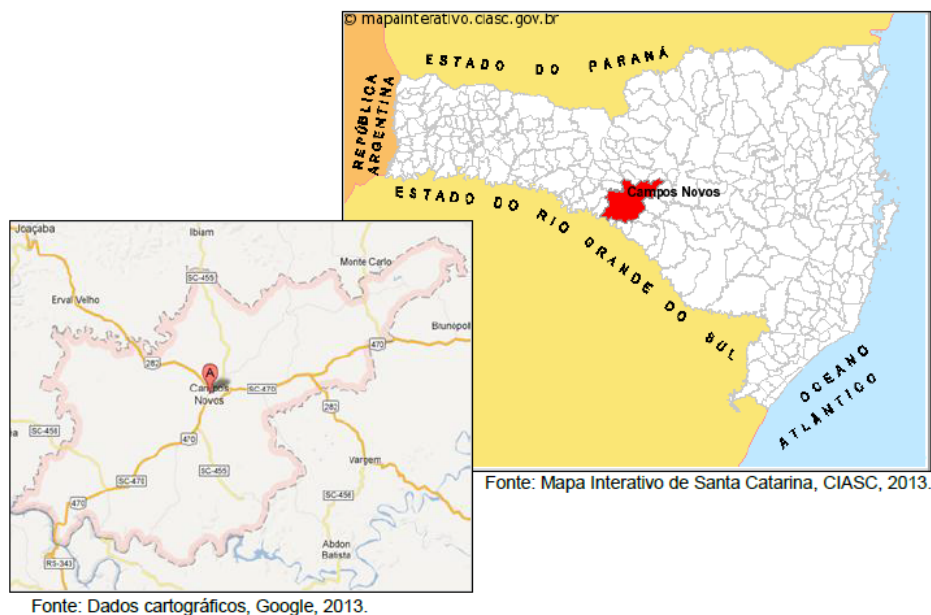 © mapainterativo.ciasc.gov.br
ESTADO DO PARANÁ
REPÚBLICA
ARGENTINA
Campos Novos
ESTADO DO RIO GRANDE DO SUL
OCEANO
ATLÂNTICO
Fonte: Mapa Interativo de Santa Catarina, CIASC, 2013.
Joaçaba
Ibiam
Monte Carlo
SC-455
Erval Velho
Brunopol
470
282
A
Campos
Novos
SC-470
282
SC-456
470
Vargem
SC-455
SC-470
470
SC-456
Abdon
Batista
RS-343
Fonte: Dados cartográficos, Google, 2013.